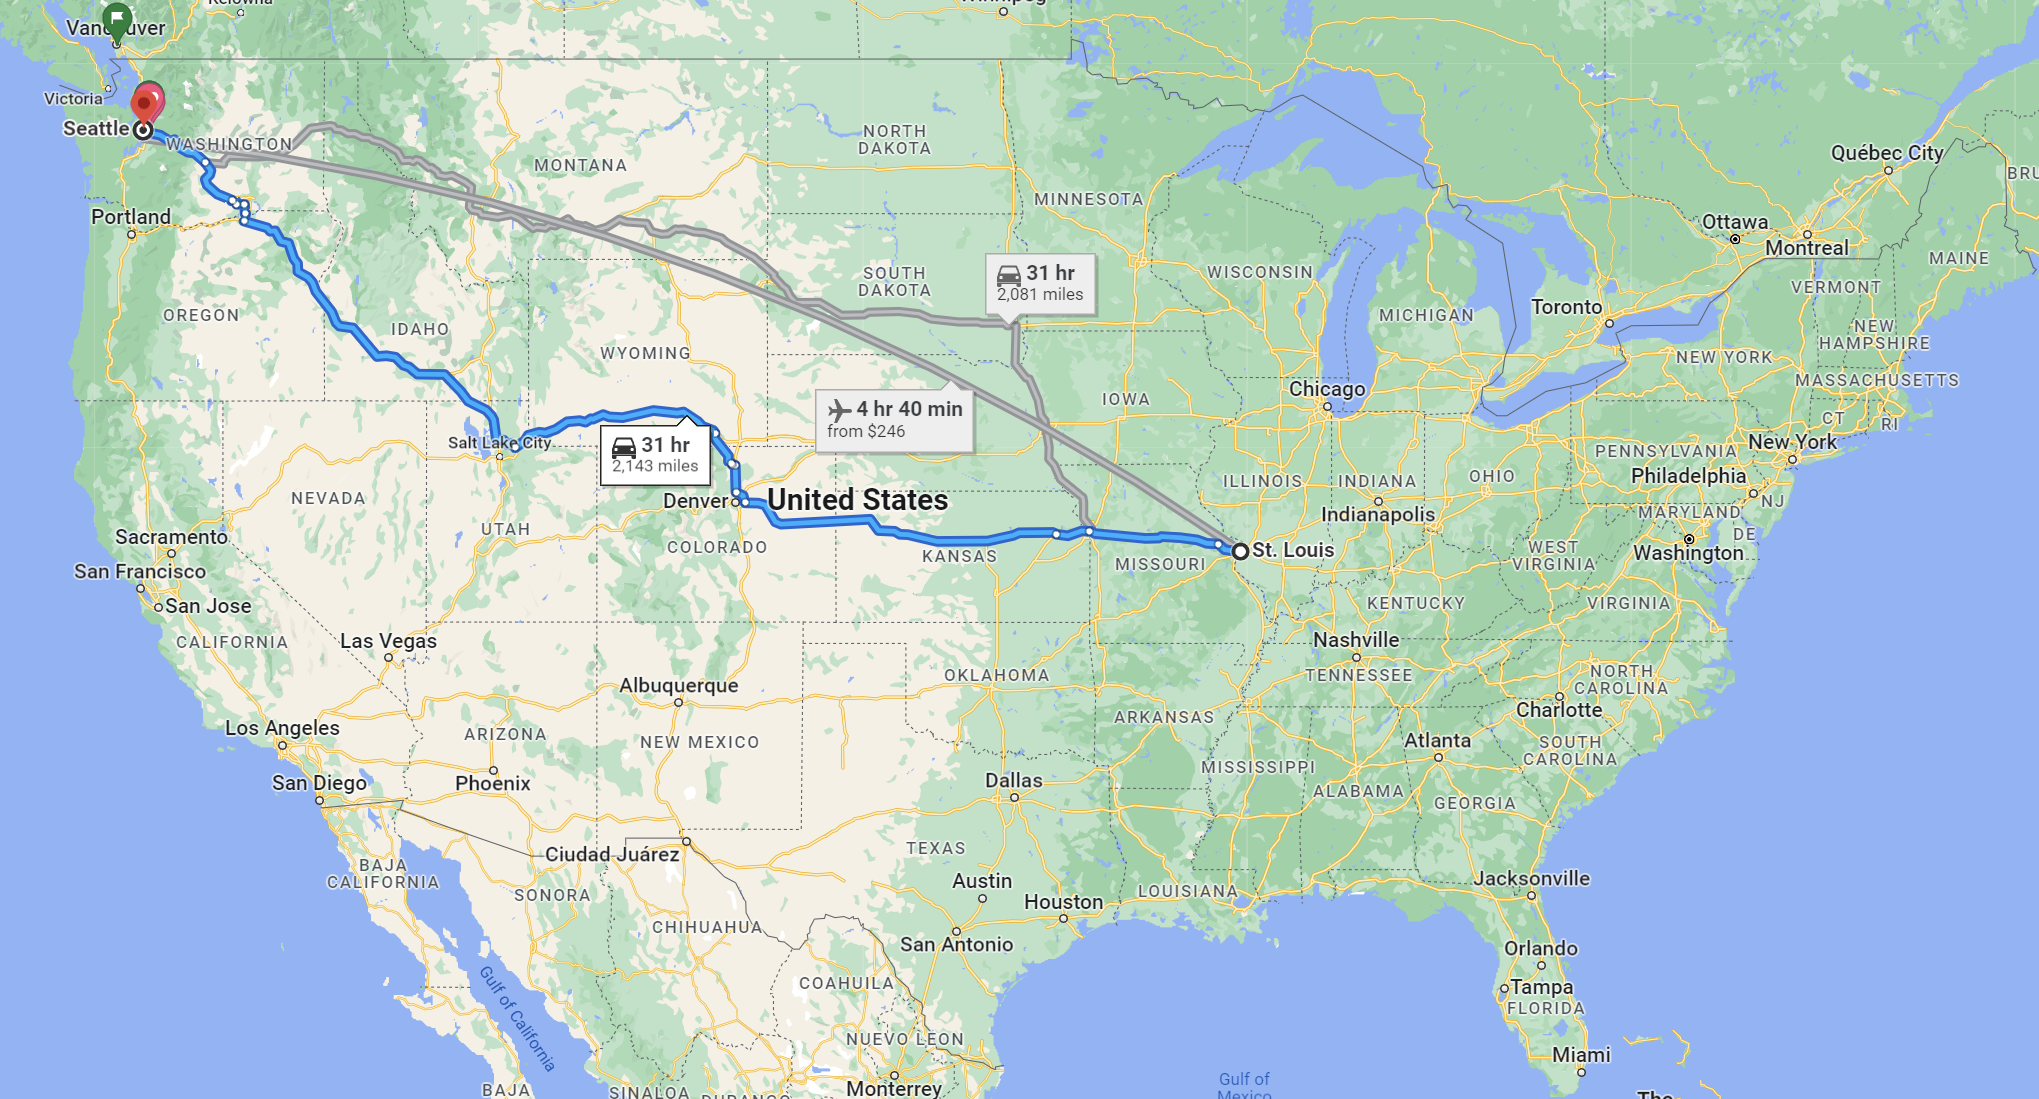 Kelowna
Winnipeg
Vancouver
Victoria
Seattle
WASHINGTON
MONTANA
NORTH
DAKOTA
MINNESOTA
Québec City
BRU
Portland
Ottawa
Montreal
MAINE
SOUTH
DAKOTA
31 hr
2,081 miles
WISCONSIN
VERMONT
OREGON
IDAHO
MICHIGAN
Toronto
NEW
HAMPSHIRE
WYOMING
NEW YORK
MASSACHUSETTS
Chicago
IOWA
4 hr 40 min
from $246
CT
RI
Salt Lake City
31 hr
2,143 miles
PENNSYLVANIA
New York
NEVADA
ILLINOIS
INDIANA
OHIO
Philadelphia
NJ
Denver
United States
Indianapolis
MARYLAND
UTAH
COLORADO
KANSAS
St. Louis
MISSOURI
WEST
VIRGINIA
DE
Washington
Sacramento
San Francisco
San Jose
CALIFORNIA
KENTUCKY
VIRGINIA
Las Vegas
Nashville
TENNESSEE
OKLAHOMA
NORTH
CAROLINA
Albuquerque
Charlotte
ARKANSAS
Los Angeles
ARIZONA
NEW MEXICO
Atlanta
SOUTH
CAROLINA
San Diego
Phoenix
Dallas
MISSISSIPPI
ALABAMA
GEORGIA
Ciudad Juárez
TEXAS
BAJA
CALIFORNIA
SONORA
Austin
Houston
LOUISIANA
Jacksonville
CHIHUAHUA
San Antonio
Orlando
Gulf of California
COAHUILA
Tampa
FLORIDA
NUEVO LEON
Miami
BAJA
SINALOA
DURANGO
Monterrey
Gulf of
Mexico
The